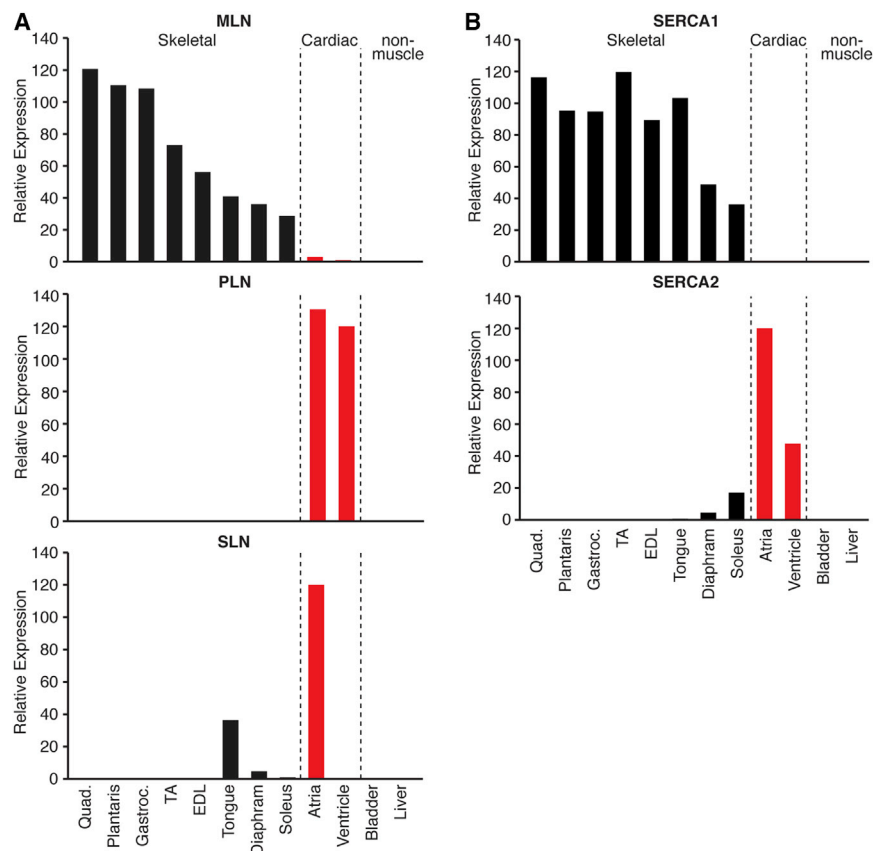 A
MLN
Skeletal
Cardiac
non-
muscle
Relative Expression
140
120
100
80
60
40
20
0
PLN
Relative Expression
140
120
100
80
60
40
20
0
SLN
Relative Expression
140
120
100
80
60
40
20
0
Quad.
Plantaris
Gastroc.
TA
EDL
Tongue
Diaphram
Soleus
Atria
Ventricle
Bladder
Liver
B
SERCA1
Skeletal
Cardiac
non-
muscle
Relative Expression
140
120
100
80
60
40
20
0
SERCA2
Relative Expression
140
120
100
80
60
40
20
0
Quad.
Plantaris
Gastroc.
TA
EDL
Tongue
Diaphram
Soleus
Atria
Ventricle
Bladder
Liver